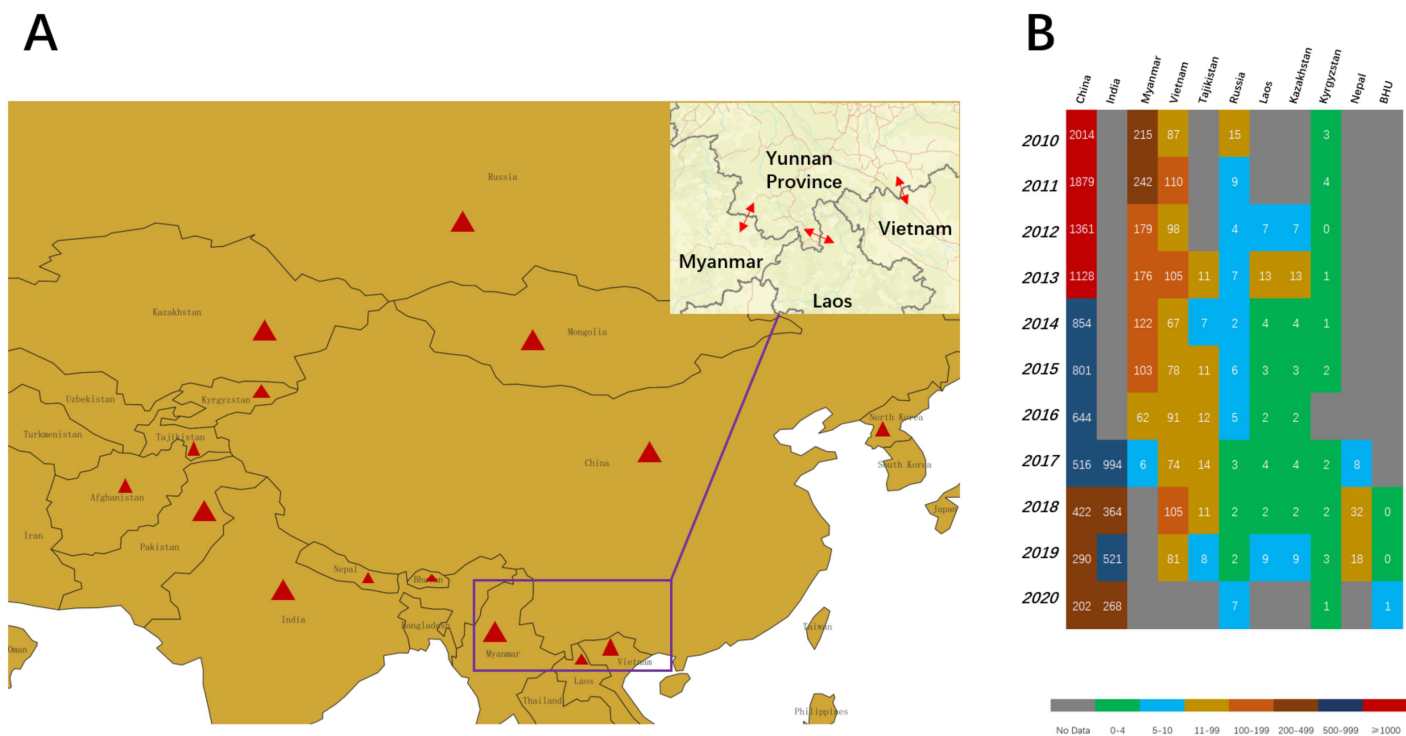 A
Russia
Yunnan
Province
Vietnam
Myanmar
Laos
Kazakhstan
Mongolia
Uzbekistan
Kyrgyzstan
North Korea
Turkmenistan
Tajikistan
China
South Korea
Afghanistan
Japan
Iran
Pakistan
Nepal
Bhutan
India
Bangladesh
Taiwan
Oman
Myanmar
Vietnam
Laos
Thailand
Philippines
B
China India Myanmar Vietnam Tajikistan Russia Laos Kazakhstan Kyrgyzstan Nepal BHU
2010 2014 215 87 15 3
2011 1879 242 110 9 4
2012 1361 179 98 4 7 7 0
2013 1128 176 105 11 7 13 13 1
2014 854 122 67 7 2 4 4 1
2015 801 103 78 11 6 3 3 2
2016 644 62 91 12 5 2 2
2017 516 994 6 74 14 3 4 4 2 8
2018 422 364 105 11 2 2 2 2 32 0
2019 290 521 81 8 2 9 9 3 18 0
2020 202 268 7 1 1
No Data 0-4 5-10 11-99 100-199 200-499 500-999 ≥1000